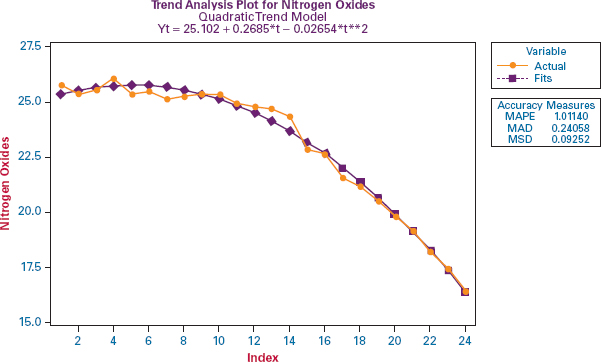 Trend Analysis Plot for Nitrogen Oxides
Quadratic Trend Model
Yt = 25.102 + 0.2685*t − 0.02654*t**2
27.5
25.0
22.5
20.0
17.5
15.0
Nitrogen Oxides
2 4 6 8 10 12 14 16 18 20 22 24
Index
Variable
Actual
Fits
Accuracy Measures
MAPE 1.01140
MAD 0.24058
MSD 0.09252